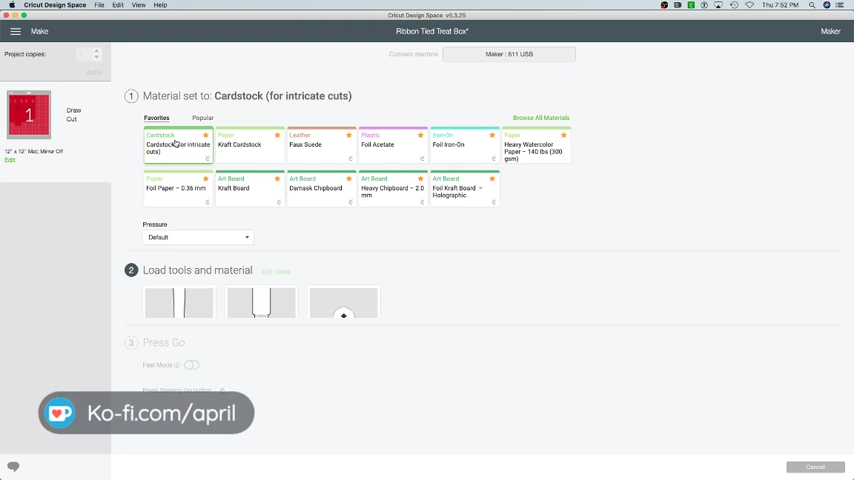 Cricut Design Space File Edit View Help
Thu 7:52 PM
Cricut Design Space v5.3.25
Make
Ribbon Tied Treat Box*
Maker
Project copies:
Apply
1
Draw
Cut
12" x 12" Mat; Mirror Off
Edit
Connect machine
Maker : 611 USB
1 Material set to: Cardstock (for intricate cuts)
Favorites
Popular
Browse All Materials
Cardstock
Cardstock (for intricate cuts)
Paper
Kraft Cardstock
Leather
Faux Suede
Plastic
Foil Acetate
Iron-On
Foil Iron-On
Paper
Heavy Watercolor
Paper – 140 lbs (300
gsm)
Paper
Foil Paper – 0.36 mm
Art Board
Kraft Board
Art Board
Damask Chipboard
Art Board
Heavy Chipboard – 2.0
mm
Art Board
Foil Kraft Board –
Holographic
Pressure
Default
2 Load tools and material
Edit Tools
3 Press Go
Fast Mode
Ko-fi.com/april
Cancel